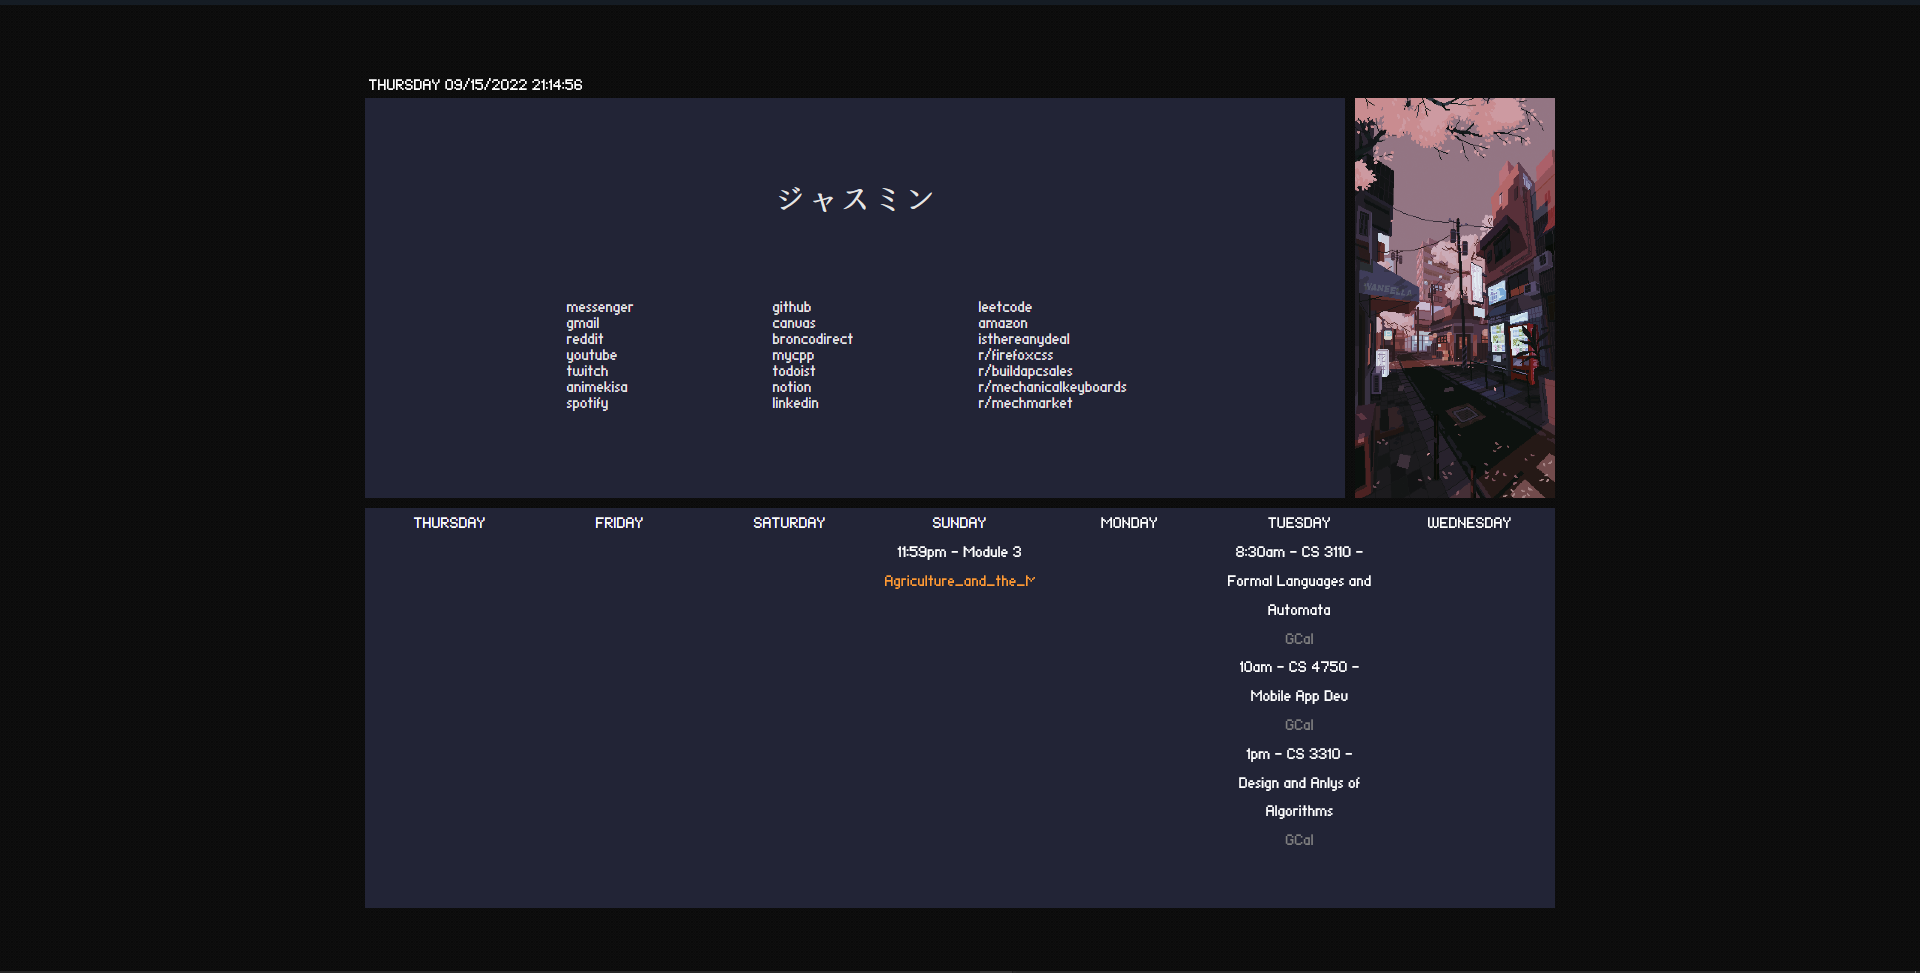 THURSDAY 09/15/2022 21:14:56
ジャスミン
messenger
gmail
reddit
youtube
twitch
animekisa
spotify
github
canvas
broncodirect
mycpp
todoist
notion
linkedin
leetcode
amazon
isthereanydeal
r/firefoxcss
r/buildapcsales
r/mechanicalkeyboards
r/mechmarket
WANEELLA
THURSDAY
FRIDAY
SATURDAY
SUNDAY
11:59pm - Module 3
Agriculture_and_the_M
MONDAY
TUESDAY
8:30am - CS 3110 -
Formal Languages and
Automata
GCal
10am - CS 4750 -
Mobile App Dev
GCal
1pm - CS 3310 -
Design and Anlys of
Algorithms
GCal
WEDNESDAY